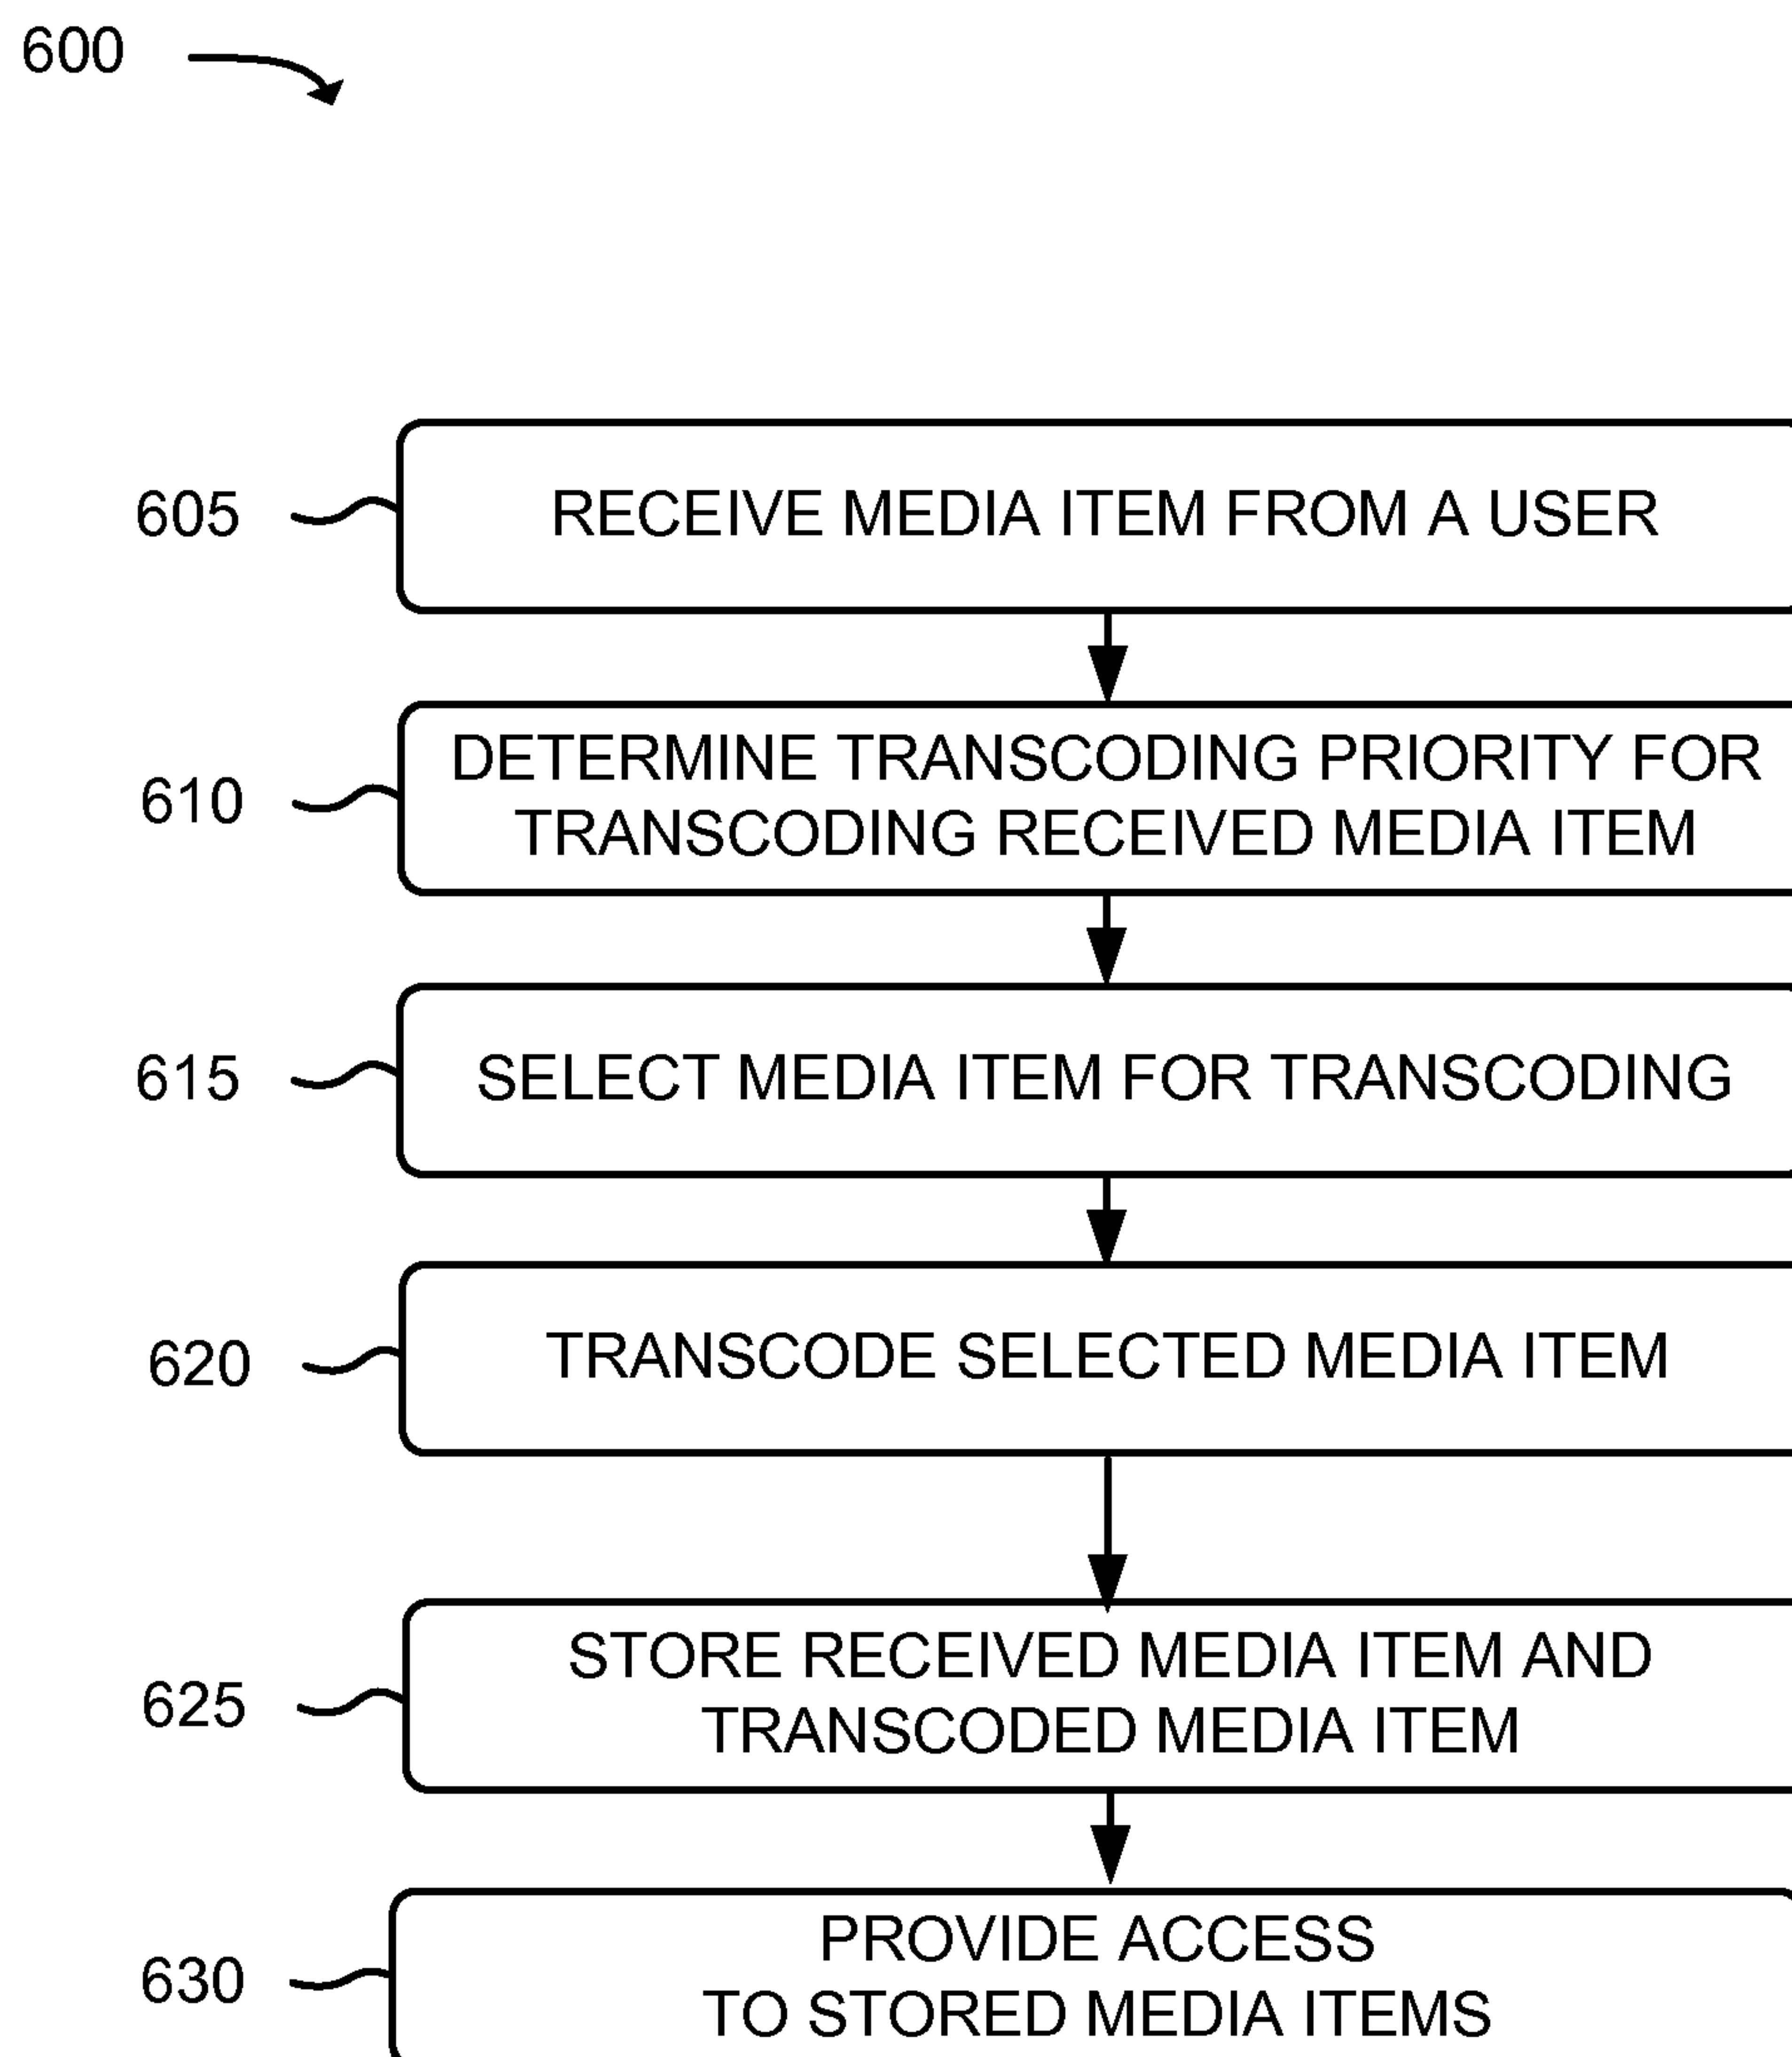 600
605
RECEIVE MEDIA ITEM FROM A USER
610
DETERMINE TRANSCODING PRIORITY FOR
TRANSCODING RECEIVED MEDIA ITEM
615
SELECT MEDIA ITEM FOR TRANSCODING
620
TRANSCODE SELECTED MEDIA ITEM
625
STORE RECEIVED MEDIA ITEM AND
TRANSCODED MEDIA ITEM
630
PROVIDE ACCESS
TO STORED MEDIA ITEMS